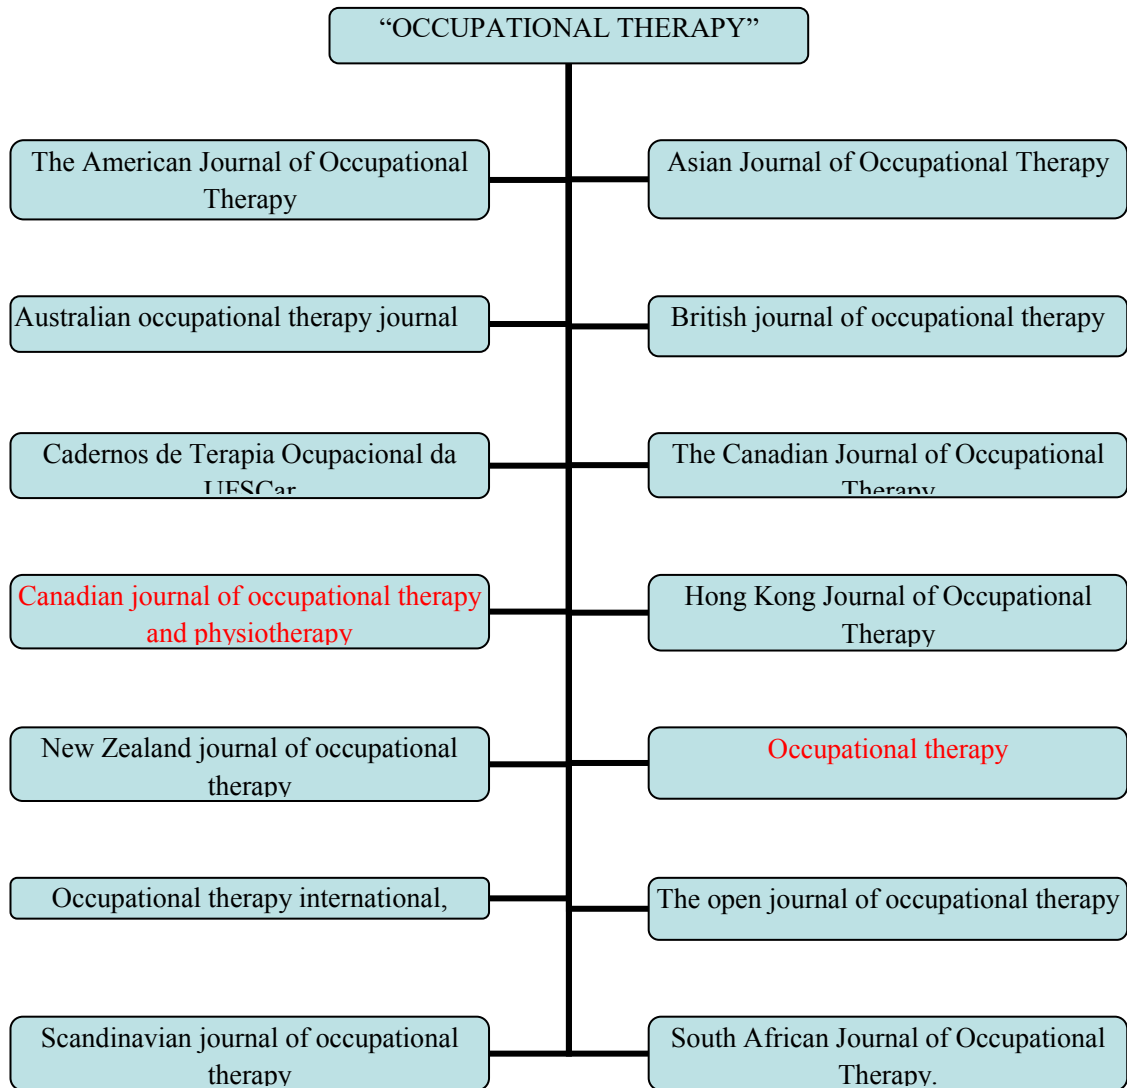 “OCCUPATIONAL THERAPY”
The American Journal of Occupational
Therapy
Asian Journal of Occupational Therapy
Australian occupational therapy journal
British journal of occupational therapy
Cadernos de Terapia Ocupacional da
UFSCar
The Canadian Journal of Occupational
Therapy
Canadian journal of occupational therapy
and physiotherapy
Hong Kong Journal of Occupational
Therapy
New Zealand journal of occupational
therapy
Occupational therapy
Occupational therapy international,
The open journal of occupational therapy
Scandinavian journal of occupational
therapy
South African Journal of Occupational
Therapy.